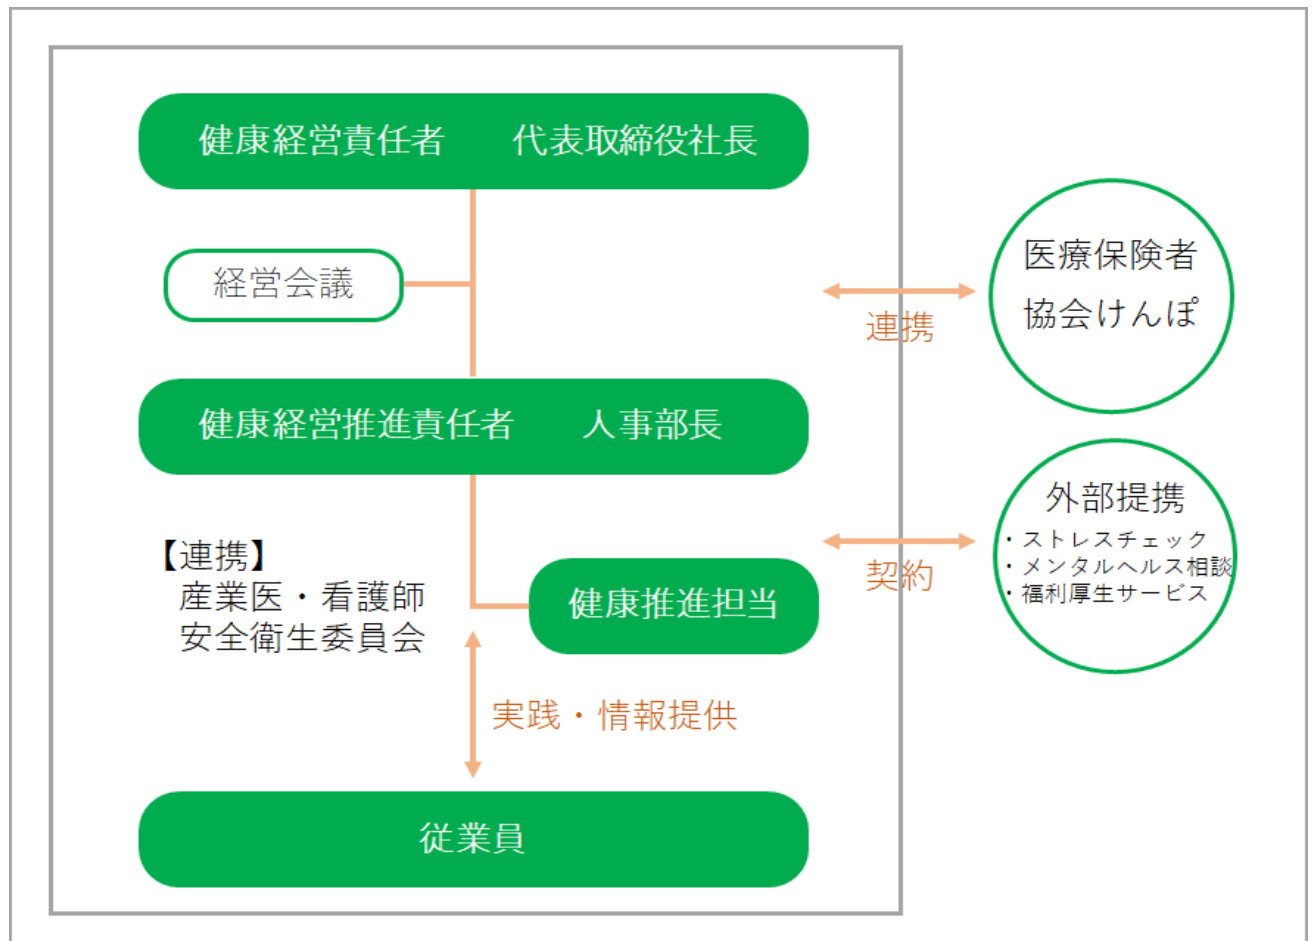 健康経営責任者　　代表取締役社長
経営会議
健康経営推進責任者　　人事部長
【連携】
産業医・看護師
安全衛生委員会
健康推進担当
実践・情報提供
従業員
連携
医療保険者
協会けんぽ
契約
外部提携
・ストレスチェック
・メンタルヘルス相談
・福利厚生サービス